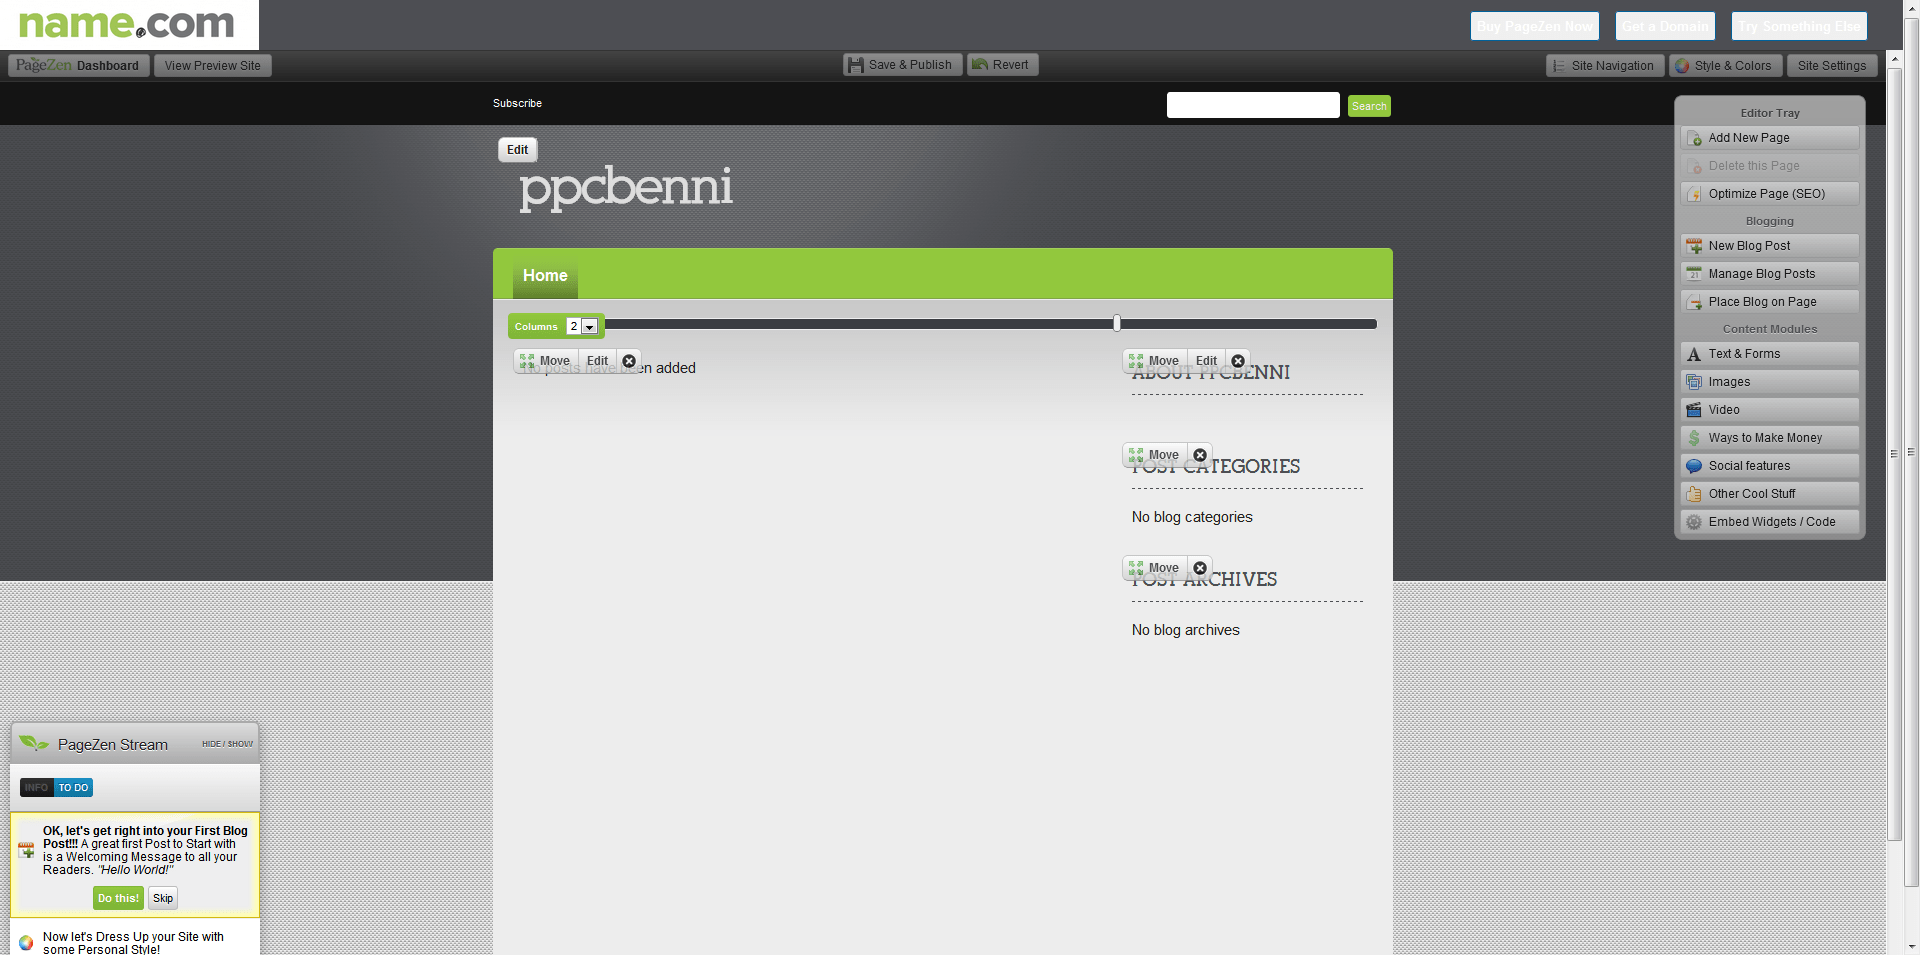 name.com
Buy PageZen Now
Get a Domain
Try Something Else
PageZen Dashboard
View Preview Site
Save & Publish
Revert
Site Navigation
Style & Colors
Site Settings
Subscribe
Search
Edit
ppcbenni
Home
Columns 2
Move Edit
No posts have been added
Move Edit
ABOUT PPCBENNI
Move
POST CATEGORIES
No blog categories
Move
POST ARCHIVES
No blog archives
Editor Tray
Add New Page
Delete this Page
Optimize Page (SEO)
Blogging
New Blog Post
Manage Blog Posts
21
Place Blog on Page
Content Modules
Text & Forms
Images
Video
Ways to Make Money
Social features
Other Cool Stuff
Embed Widgets / Code
PageZen Stream
HIDE / SHOW
INFO TO DO
OK, let's get right into your First Blog
Post!!! A great first Post to Start with
is a Welcoming Message to all your
Readers. "Hello World!"
Do this! Skip
Now let's Dress Up your Site with
some Personal Style!